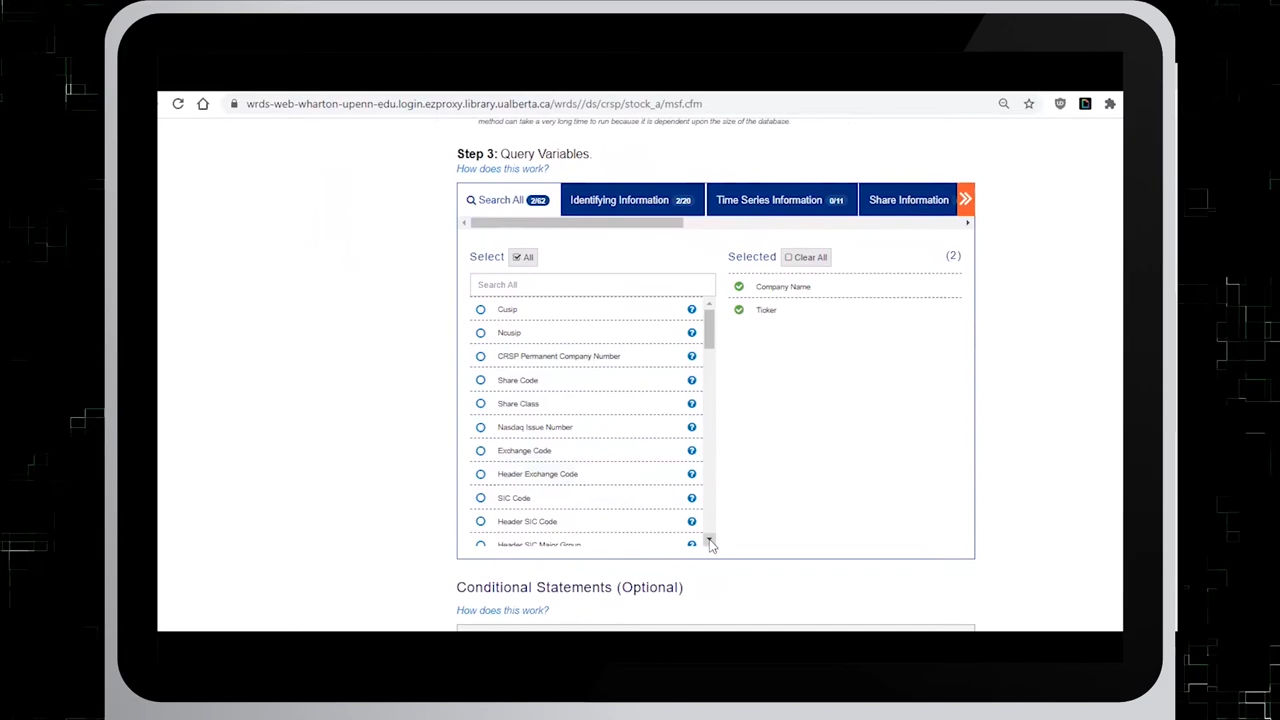 wrds-web-wharton-upenn-edu.login.ezproxy.library.ualberta.ca/wrds//ds/crsp/stock_a/msf.cfm
method can take a very long time to run because it is dependent upon the size of the database.
Step 3: Query Variables.
How does this work?
Search All 2/62 Identifying Information 2/20 Time Series Information 0/11 Share Information
Select All
Selected Clear All (2)
Search All
Company Name
Cusip
Ticker
Ncusip
CRSP Permanent Company Number
Share Code
Share Class
Nasdaq Issue Number
Exchange Code
Header Exchange Code
SIC Code
Header SIC Code
Header SIC Major Group
Conditional Statements (Optional)
How does this work?